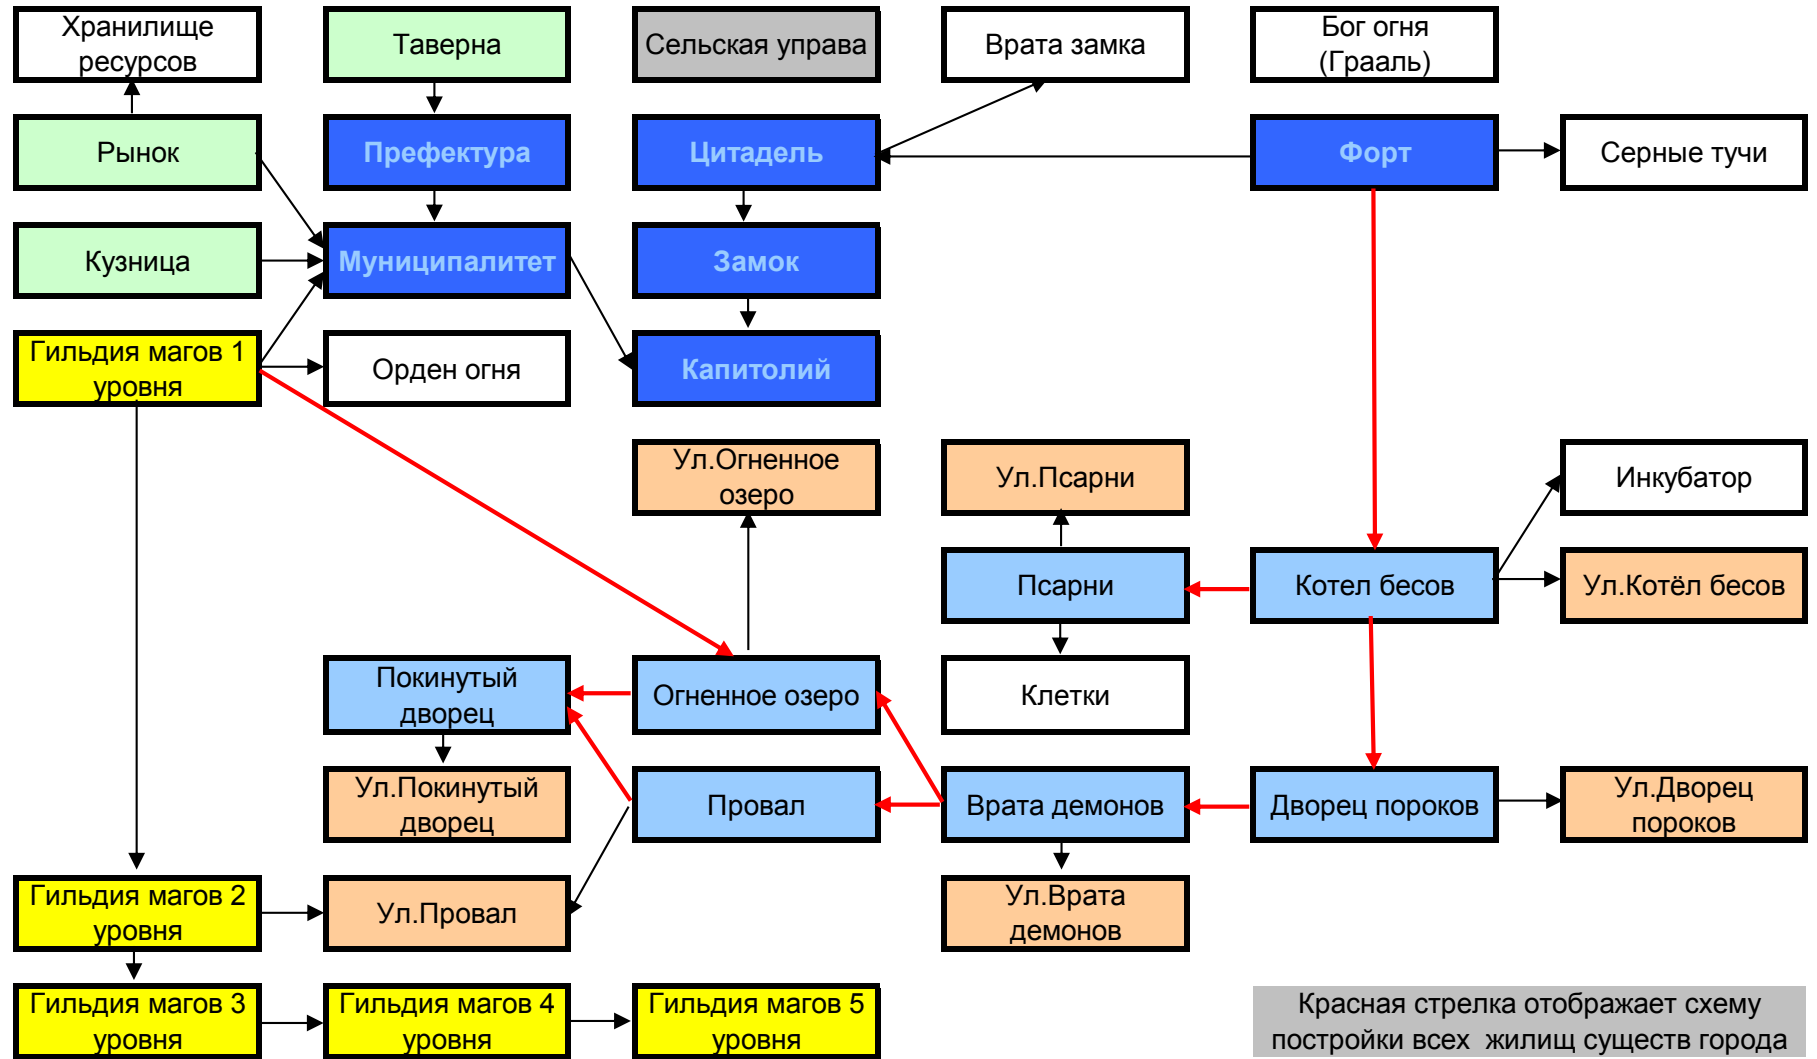 Хранилище
ресурсов
Таверна
Сельская управа
Врата замка
Бог огня
(Грааль)
Рынок
Префектура
Цитадель
Форт
Серные тучи
Кузница
Муниципалитет
Замок
Гильдия магов 1
уровня
Орден огня
Капитолий
Ул.Огненное
озеро
Ул.Псарни
Инкубатор
Псарни
Котел бесов
Ул.Котёл бесов
Покинутый
дворец
Огненное озеро
Клетки
Ул.Покинутый
дворец
Провал
Врата демонов
Дворец пороков
Ул.Дворец
пороков
Гильдия магов 2
уровня
Ул.Провал
Ул.Врата
демонов
Гильдия магов 3
уровня
Гильдия магов 4
уровня
Гильдия магов 5
уровня
Красная стрелка отображает схему
постройки всех жилищ существ города